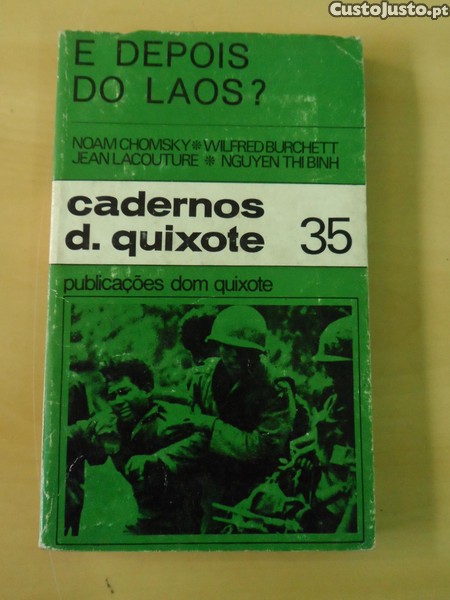 CustoJusto.pt
E DEPOIS
DO LAOS?
NOAM CHOMSKY * WILFRED BURCHETT
JEAN LACOUTURE * NGUYEN THI BINH
cadernos
d. quixote 35
publicações dom quixote